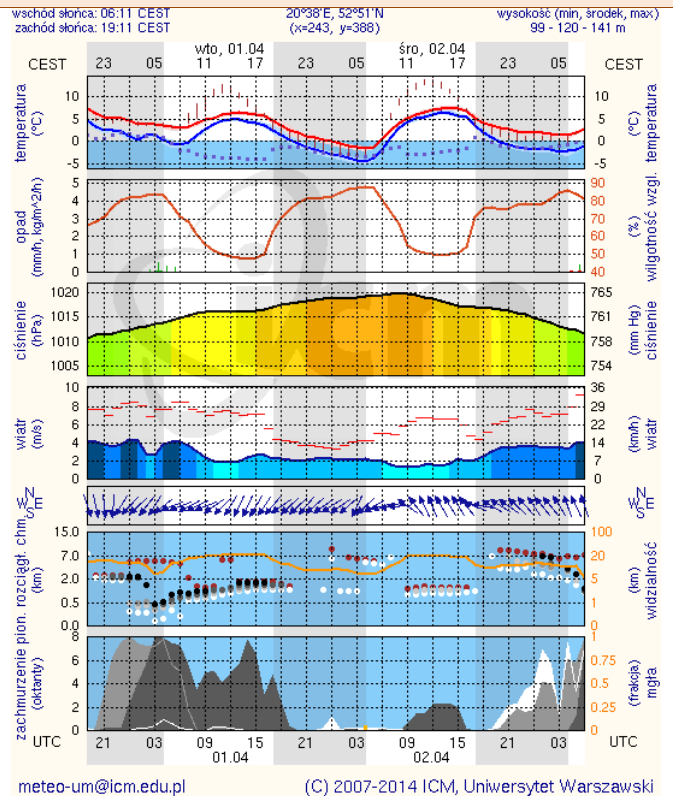 wschód słońca: 06:11 CEST 20°38'E, 52°51'N wysokość (min, środek, max)
zachód słońca: 19:11 CEST (x=243, y=388) 99 - 120 - 141 m
wto, 01.04 śro, 02.04
CEST 23 05 11 17 23 05 11 17 23 05 CEST
temperatura (°C) 10 5 0 -5
10 5 0 -5 (°C) temperatura
opad (mm/h, kg/m^2/h) 5 4 3 2 1 0
90 80 70 60 50 40 (%) wilgotność wzgl.
ciśnienie (hPa) 1020 1015 1010 1005
765 761 758 754 (mm Hg) ciśnienie
icm
wiatr (m/s) 10 8 6 4 2 0
36 29 22 14 7 0 (km/h) wiatr
N W E S
N W E S
pion. rozciągł. chm. (km) 15.0 7.0 2.0 0.5 0.0
100 20 5 1 0 (km) widzialność
zachmurzenie (oktanty) 8 6 4 2 0
1 0.75 0.5 0.25 0 (frakcja) mgła
UTC 21 03 09 15 21 03 09 15 21 03 UTC
01.04 02.04
meteo-um@icm.edu.pl (C) 2007-2014 ICM, Uniwersytet Warszawski